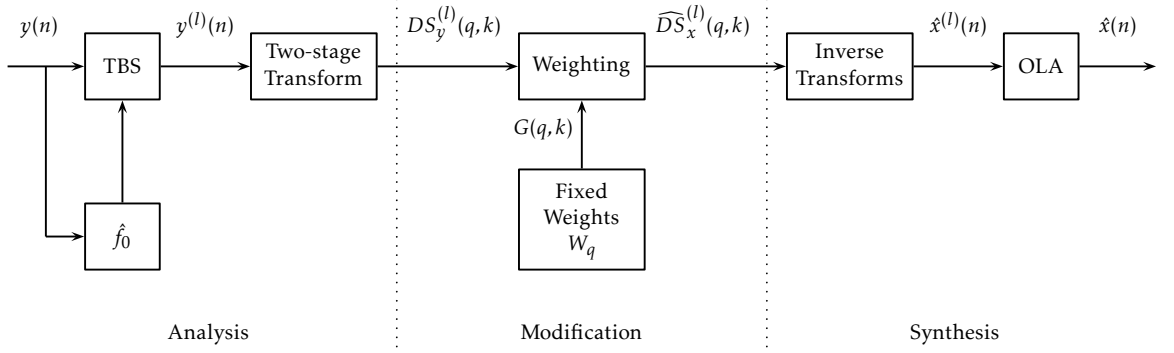 y(n)
y^{(l)}(n)
DS_y^{(l)}(q,k)
\widehat{DS}_x^{(l)}(q,k)
\hat{x}^{(l)}(n)
\hat{x}(n)
TBS
Two-stage
Transform
Weighting
Inverse
Transforms
OLA
G(q,k)
\hat{f}_0
Fixed
Weights
W_q
Analysis
Modification
Synthesis